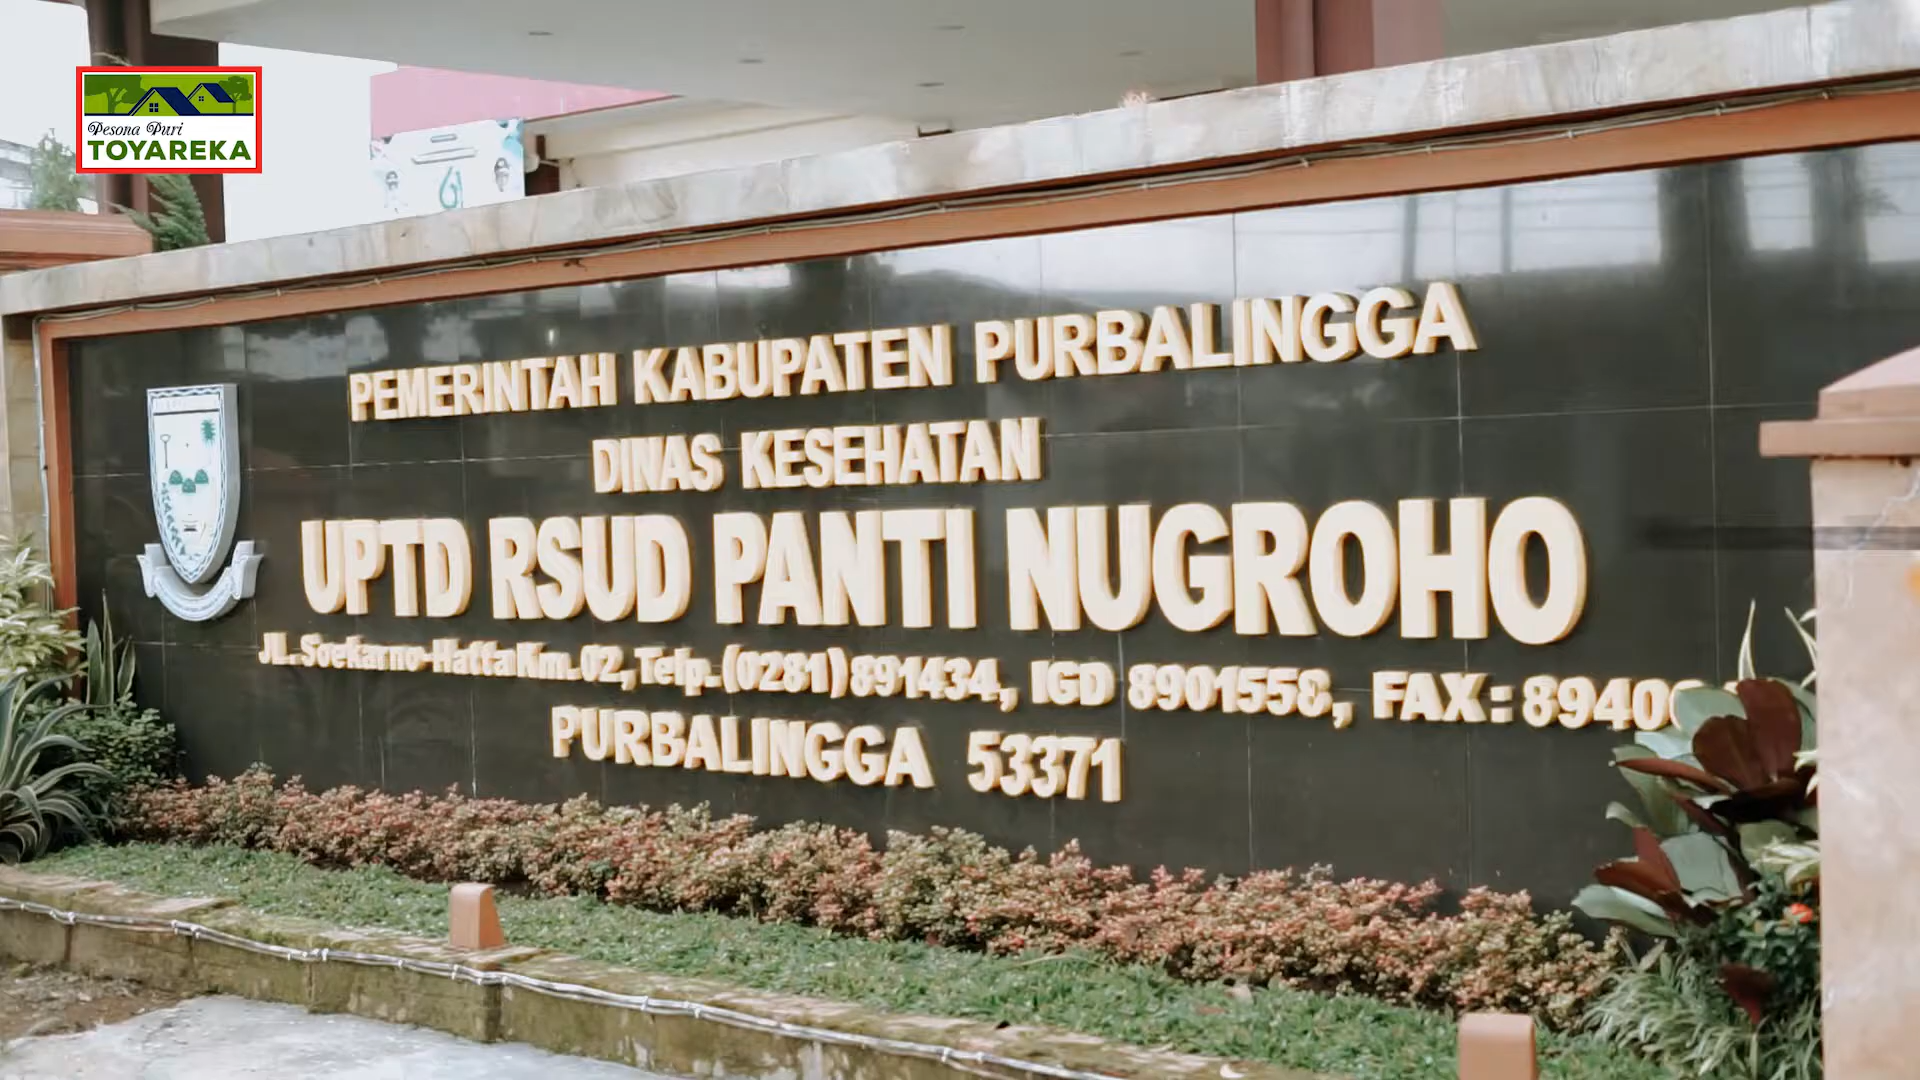 Pesona Puri
TOYAREKA
PEMERINTAH KABUPATEN PURBALINGGA
DINAS KESEHATAN
UPTD RSUD PANTI NUGROHO
JL. Soekarno-Hatta Km. 02, Telp. (0281) 891434, IGD 8901558, FAX: 8940
PURBALINGGA 53371